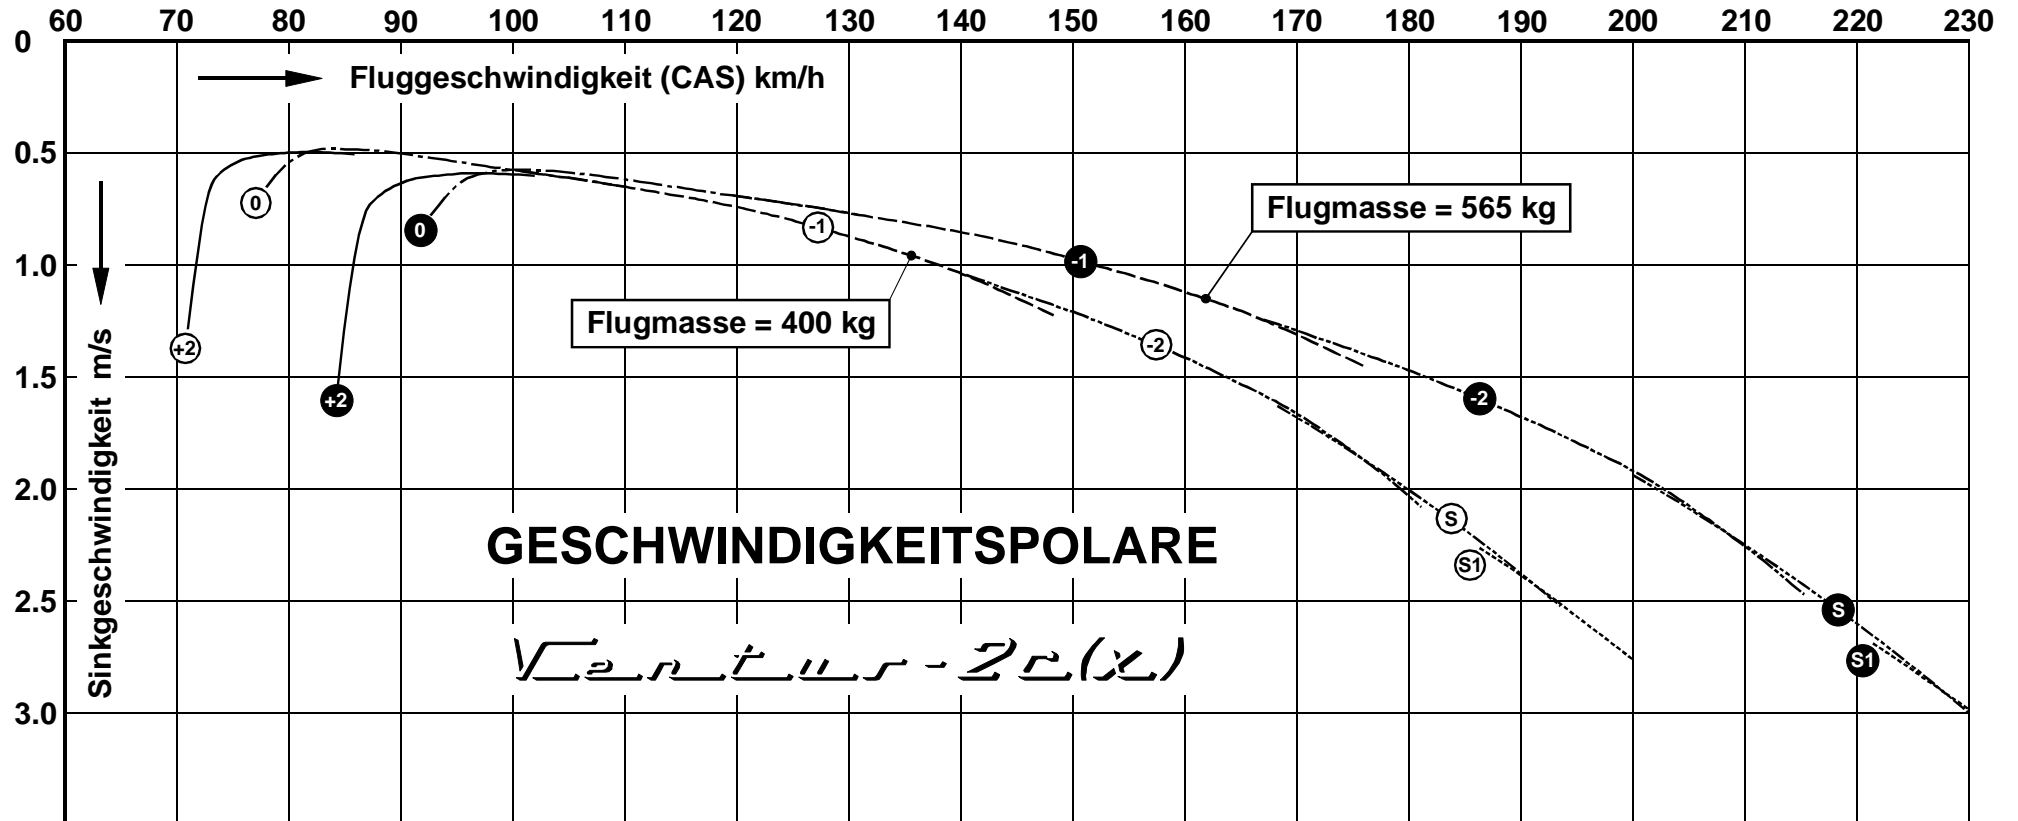 60 70 80 90 100 110 120 130 140 150 160 170 180 190 200 210 220 230
0
Fluggeschwindigkeit (CAS) km/h
0.5
0
0
-1
Flugmasse = 565 kg
1.0
-1
Flugmasse = 400 kg
+2
-2
1.5
+2
-2
Sinkgeschwindigkeit m/s
2.0
S
GESCHWINDIGKEITSPOLARE
S1
2.5
S
Ventus-2c(x)
S1
3.0